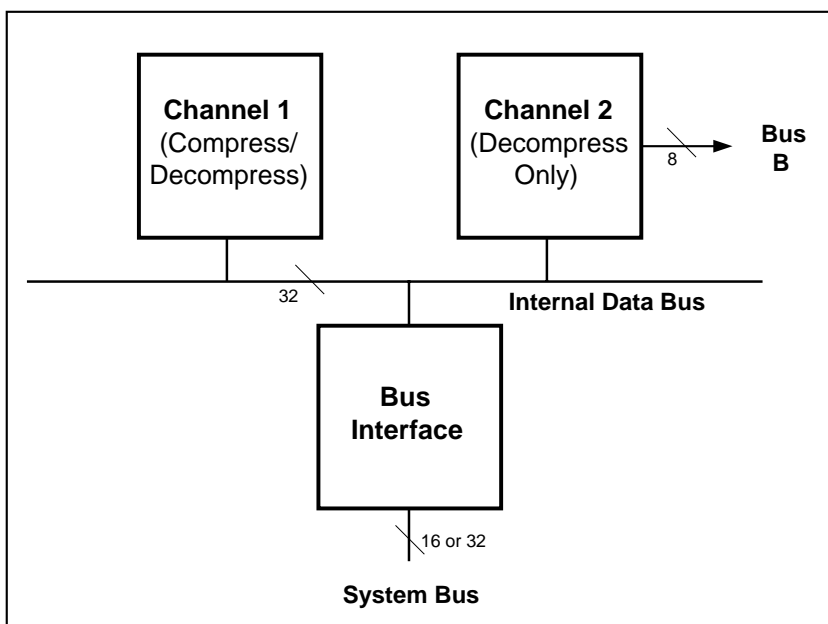 Channel 1
(Compress/
Decompress)
Channel 2
(Decompress
Only)
8
Bus
B
32
Internal Data Bus
Bus
Interface
16 or 32
System Bus